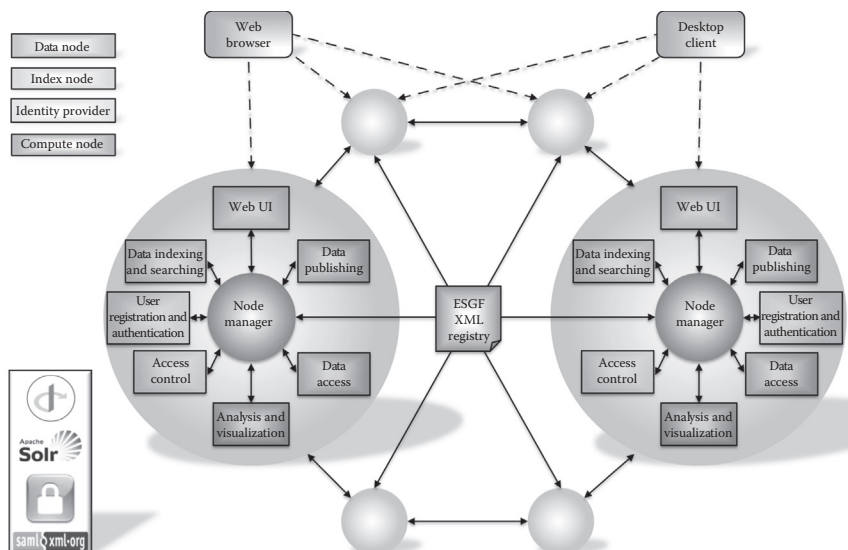 Web
browser
Desktop
client
Data node
Index node
Identity provider
Compute node
Web UI
Data indexing
and searching
Data
publishing
User
registration and
authentication
Node
manager
Access
control
Data
access
Analysis and
visualization
ESGF
XML
registry
Web UI
Data indexing
and searching
Data
publishing
Node
manager
User
registration and
authentication
Access
control
Data
access
Analysis and
visualization
Apache
Solr
saml xml.org